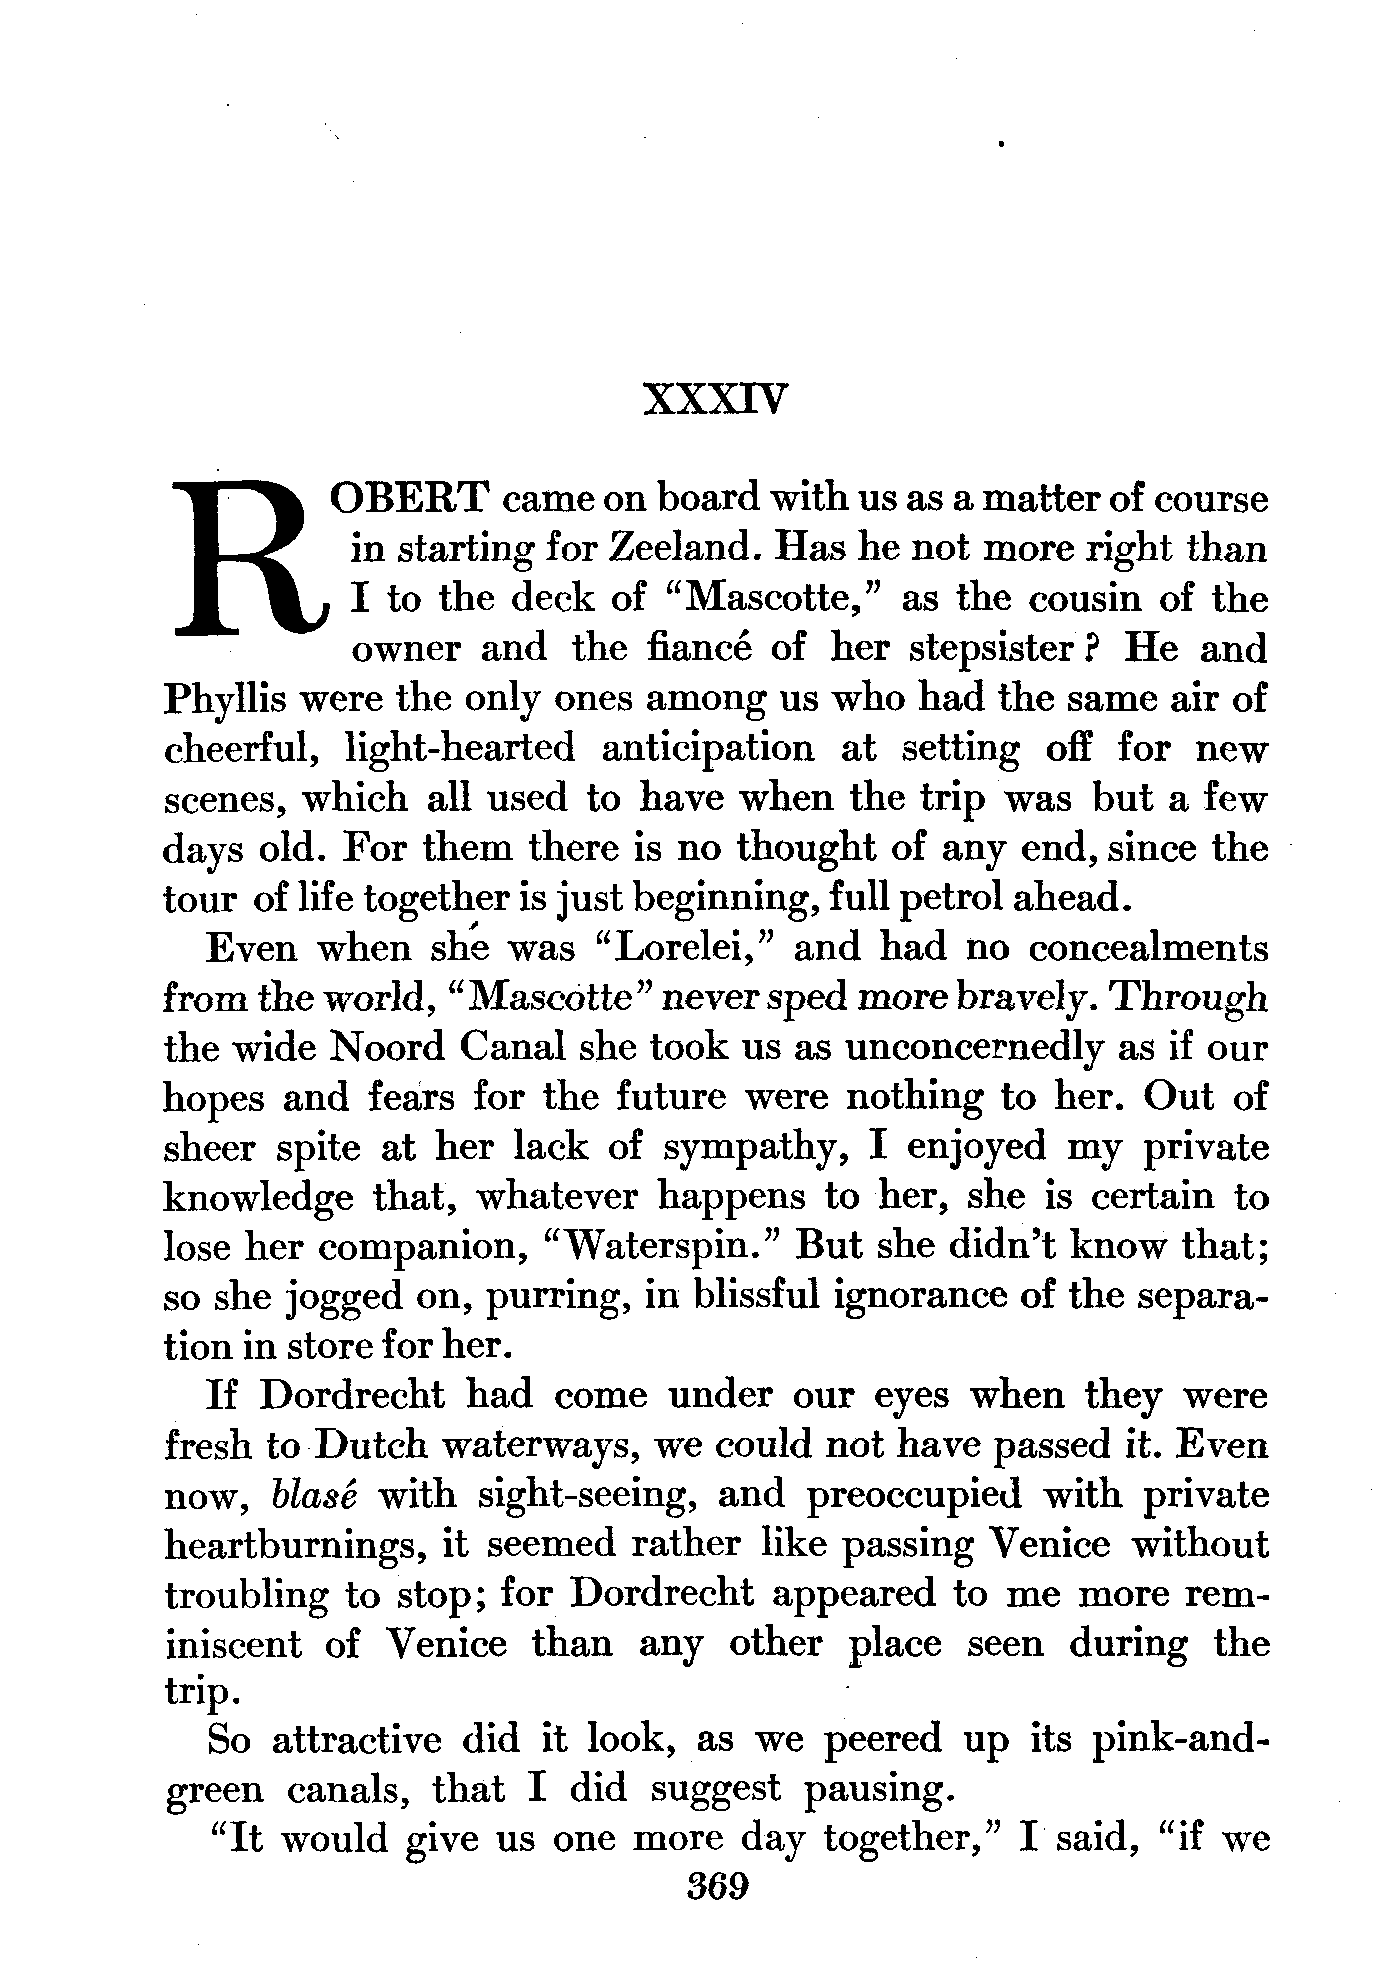 XXXIV
ROBERT came on board with us as a matter of course
in starting for Zeeland. Has he not more right than
I to the deck of “Mascotte,” as the cousin of the
owner and the fiancé of her stepsister? He and
Phyllis were the only ones among us who had the same air of
cheerful, light-hearted anticipation at setting off for new
scenes, which all used to have when the trip was but a few
days old. For them there is no thought of any end, since the
tour of life together is just beginning, full petrol ahead.
Even when she was “Lorelei,” and had no concealments
from the world, “Mascotte” never sped more bravely. Through
the wide Noord Canal she took us as unconcernedly as if our
hopes and fears for the future were nothing to her. Out of
sheer spite at her lack of sympathy, I enjoyed my private
knowledge that, whatever happens to her, she is certain to
lose her companion, “Waterspin.” But she didn’t know that;
so she jogged on, purring, in blissful ignorance of the separa-
tion in store for her.
If Dordrecht had come under our eyes when they were
fresh to Dutch waterways, we could not have passed it. Even
now, blasé with sight-seeing, and preoccupied with private
heartburnings, it seemed rather like passing Venice without
troubling to stop; for Dordrecht appeared to me more rem-
iniscent of Venice than any other place seen during the
trip.
So attractive did it look, as we peered up its pink-and-
green canals, that I did suggest pausing.
“It would give us one more day together,” I said, “if we
369